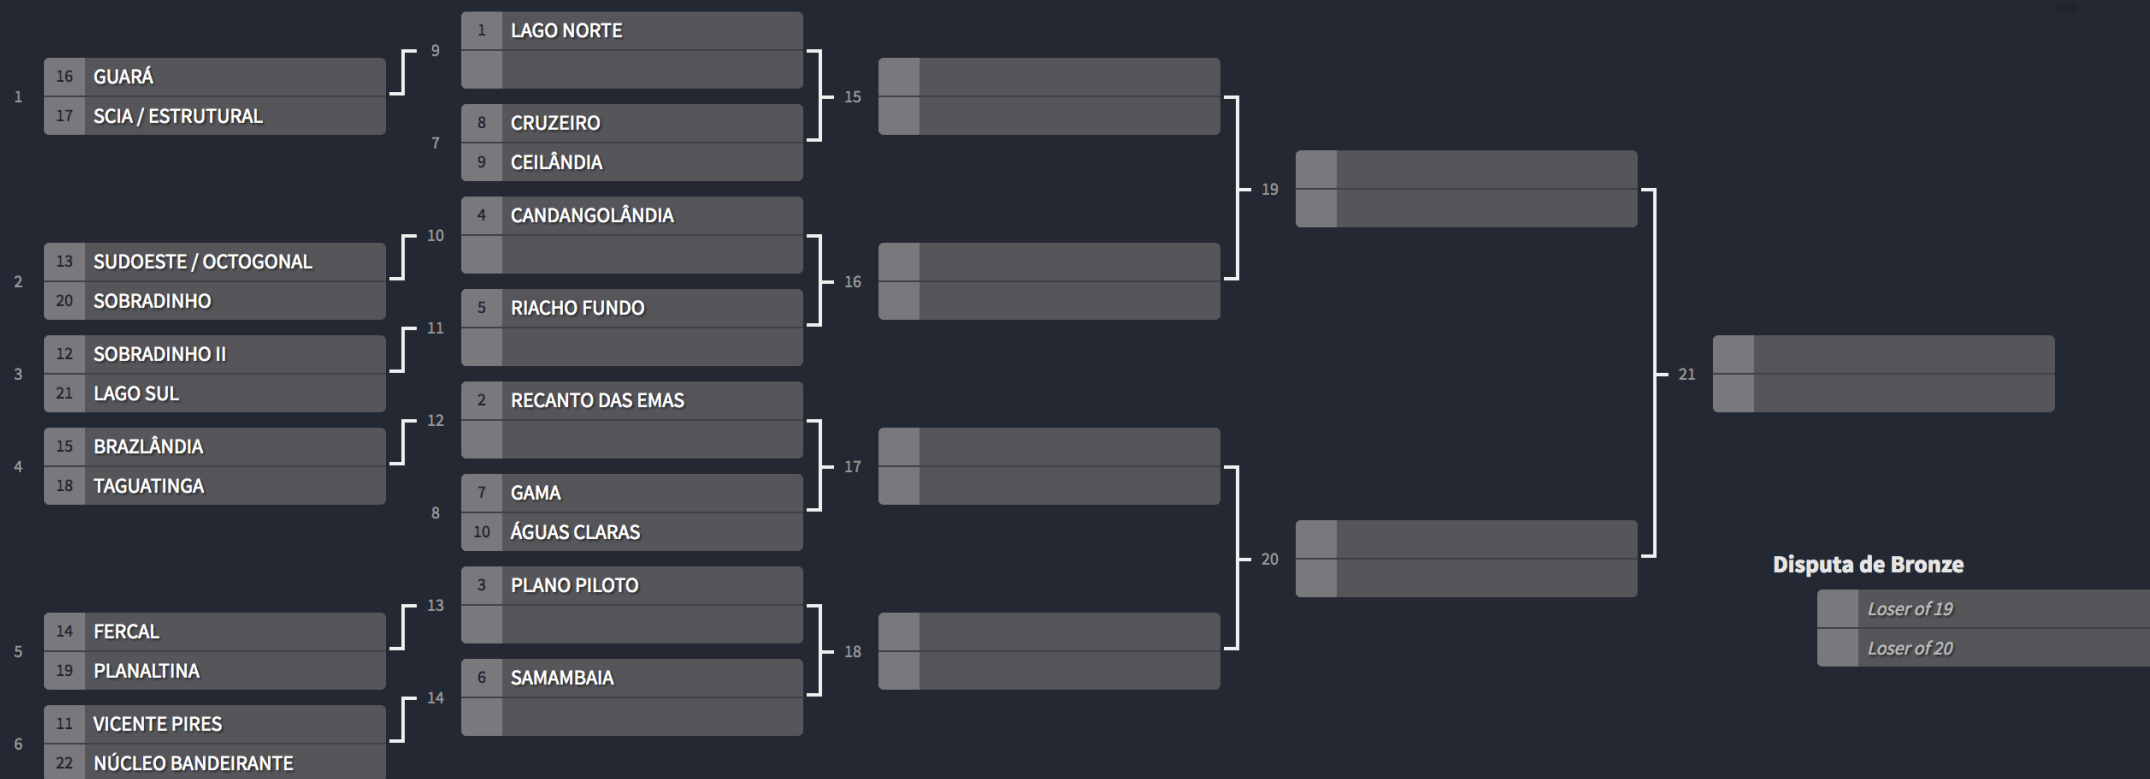 1
16 GUARÁ
17 SCIA / ESTRUTURAL
2
13 SUDOESTE / OCTOGONAL
20 SOBRADINHO
3
12 SOBRADINHO II
21 LAGO SUL
4
15 BRAZLÂNDIA
18 TAGUATINGA
5
14 FERCAL
19 PLANALTINA
6
11 VICENTE PIRES
22 NÚCLEO BANDEIRANTE
9
1 LAGO NORTE
7
8 CRUZEIRO
9 CEILÂNDIA
10
4 CANDANGOLÂNDIA
11
5 RIACHO FUNDO
12
2 RECANTO DAS EMAS
8
7 GAMA
10 ÁGUAS CLARAS
13
3 PLANO PILOTO
14
6 SAMAMBAIA
15
16
17
18
19
20
21
Disputa de Bronze
Loser of 19
Loser of 20